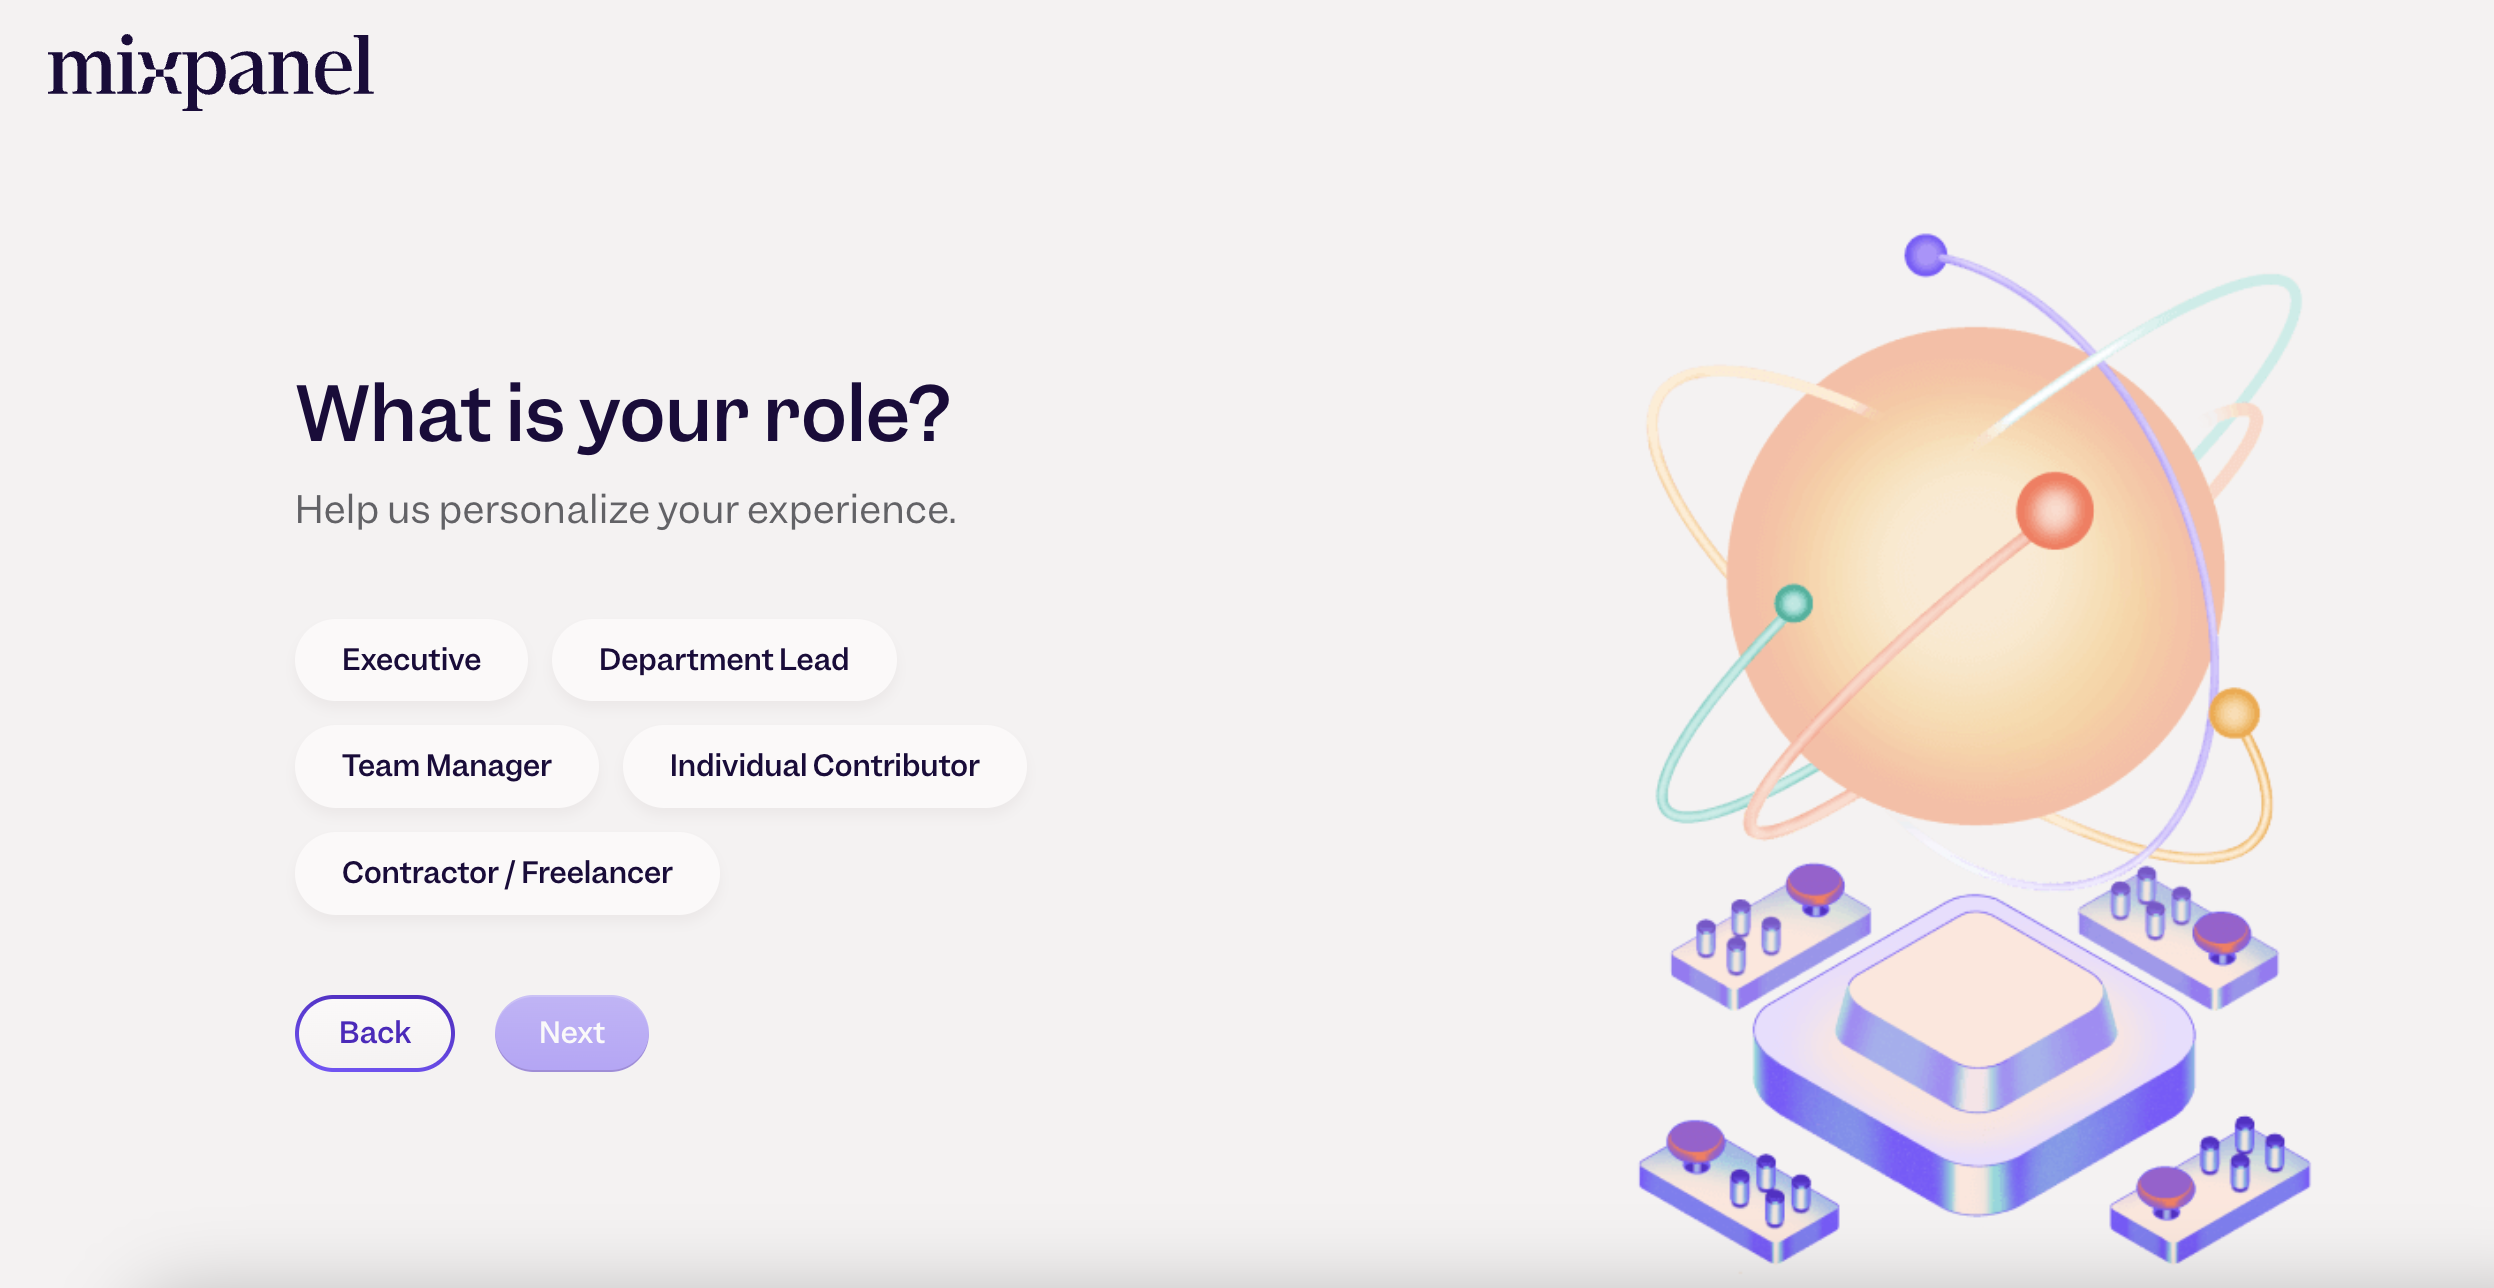 mixpanel
What is your role?
Help us personalize your experience.
Executive
Department Lead
Team Manager
Individual Contributor
Contractor / Freelancer
Back
Next